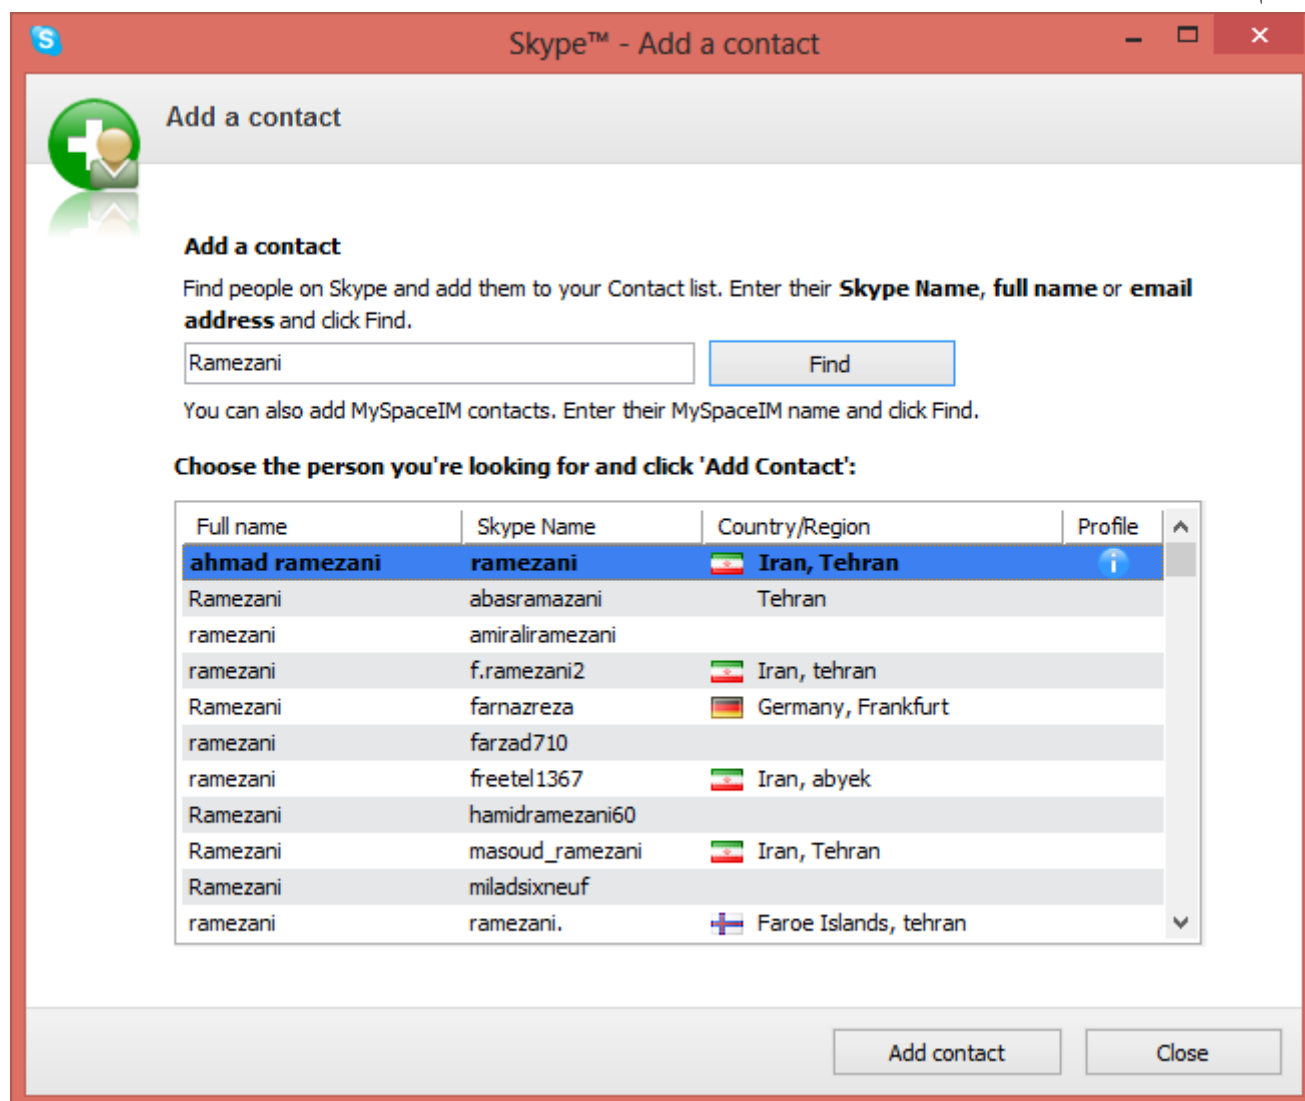 Skype™ - Add a contact
Add a contact
Add a contact
Find people on Skype and add them to your Contact list. Enter their Skype Name, full name or email
address and click Find.
Ramezani Find
You can also add MySpaceIM contacts. Enter their MySpaceIM name and click Find.
Choose the person you're looking for and click 'Add Contact':
Full name Skype Name Country/Region Profile
ahmad ramezani ramezani Iran, Tehran
Ramezani abasramazani Tehran
ramezani amiraliramezani
ramezani f.ramezani2 Iran, tehran
Ramezani farnazreza Germany, Frankfurt
ramezani farzad710
ramezani freetel1367 Iran, abyek
Ramezani hamidramezani60
Ramezani masoud_ramezani Iran, Tehran
Ramezani miladsixneuf
ramezani ramezani. Faroe Islands, tehran
Add contact Close